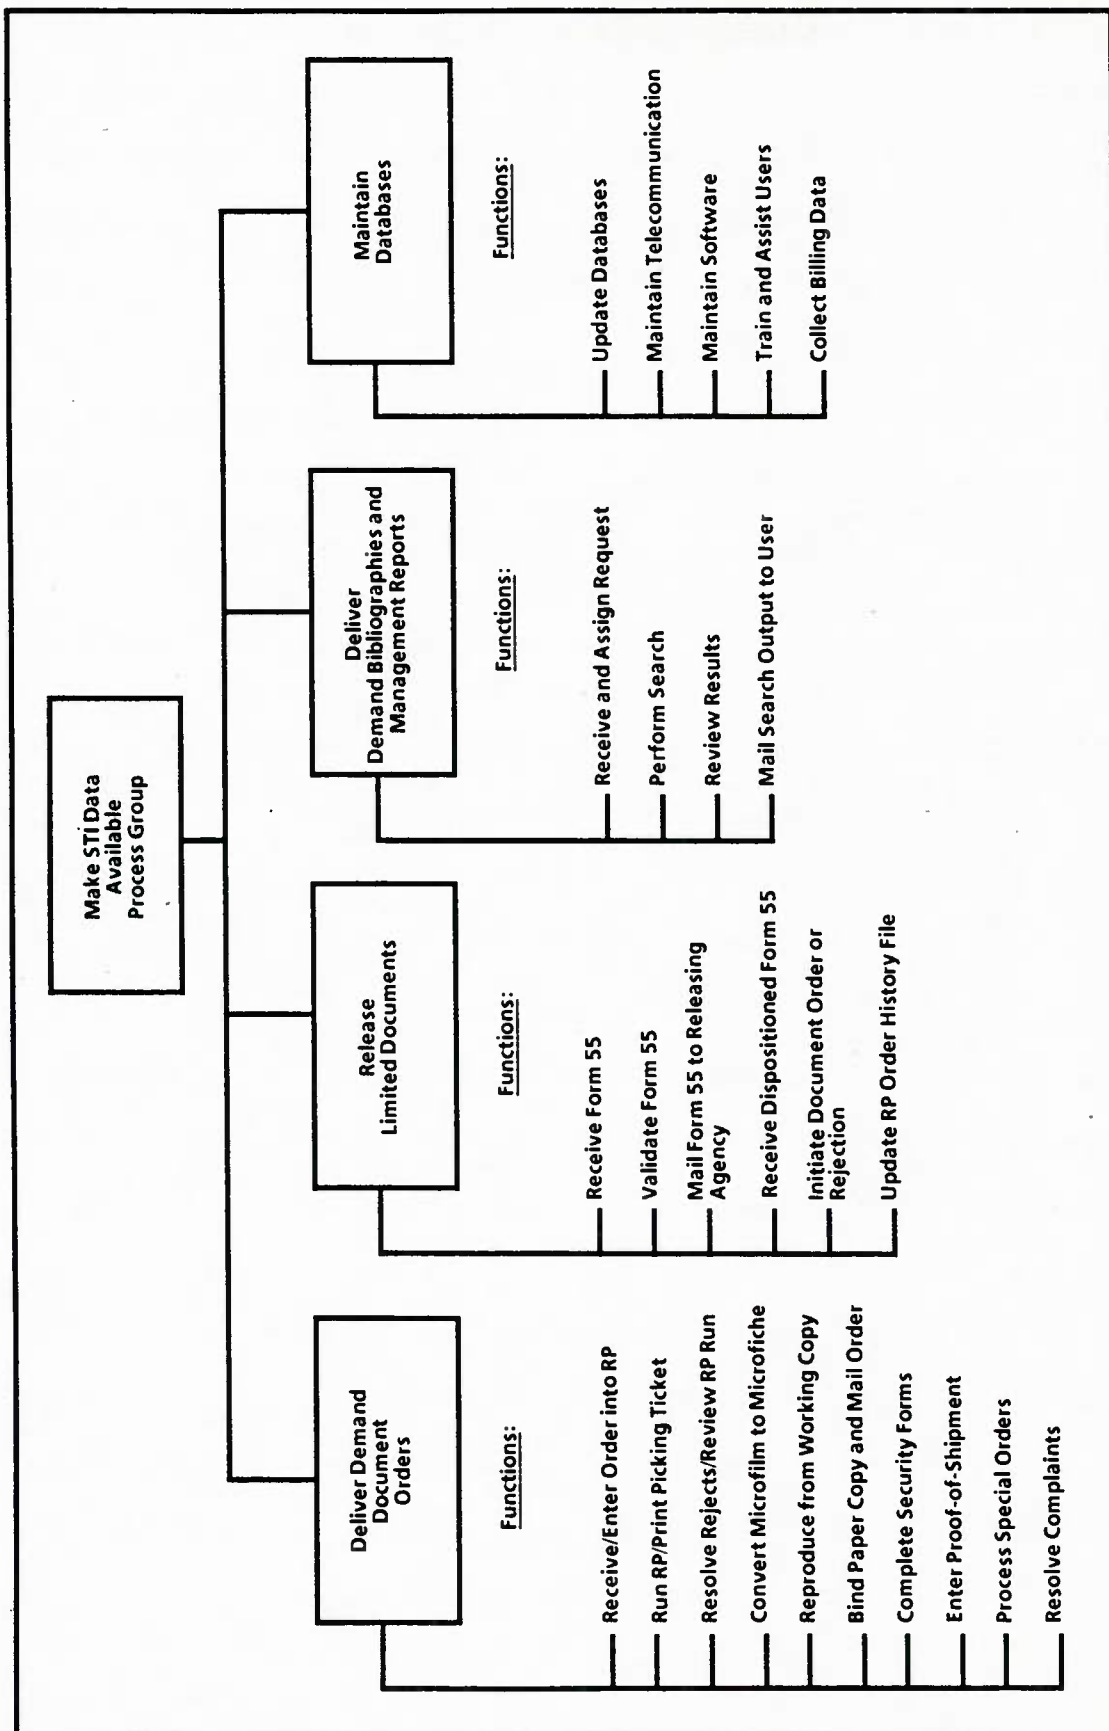 Make STI Data
Available
Process Group
Deliver Demand
Document
Orders
Functions:
Receive/Enter Order into RP
Run RP/Print Picking Ticket
Resolve Rejects/Review RP Run
Convert Microfilm to Microfiche
Reproduce from Working Copy
Bind Paper Copy and Mail Order
Complete Security Forms
Enter Proof-of-Shipment
Process Special Orders
Resolve Complaints
Release
Limited Documents
Functions:
Receive Form 55
Validate Form 55
Mail Form 55 to Releasing
Agency
Receive Dispositioned Form 55
Initiate Document Order or
Rejection
Update RP Order History File
Deliver
Demand Bibliographies and
Management Reports
Functions:
Receive and Assign Request
Perform Search
Review Results
Mail Search Output to User
Maintain
Databases
Functions:
Update Databases
Maintain Telecommunication
Maintain Software
Train and Assist Users
Collect Billing Data